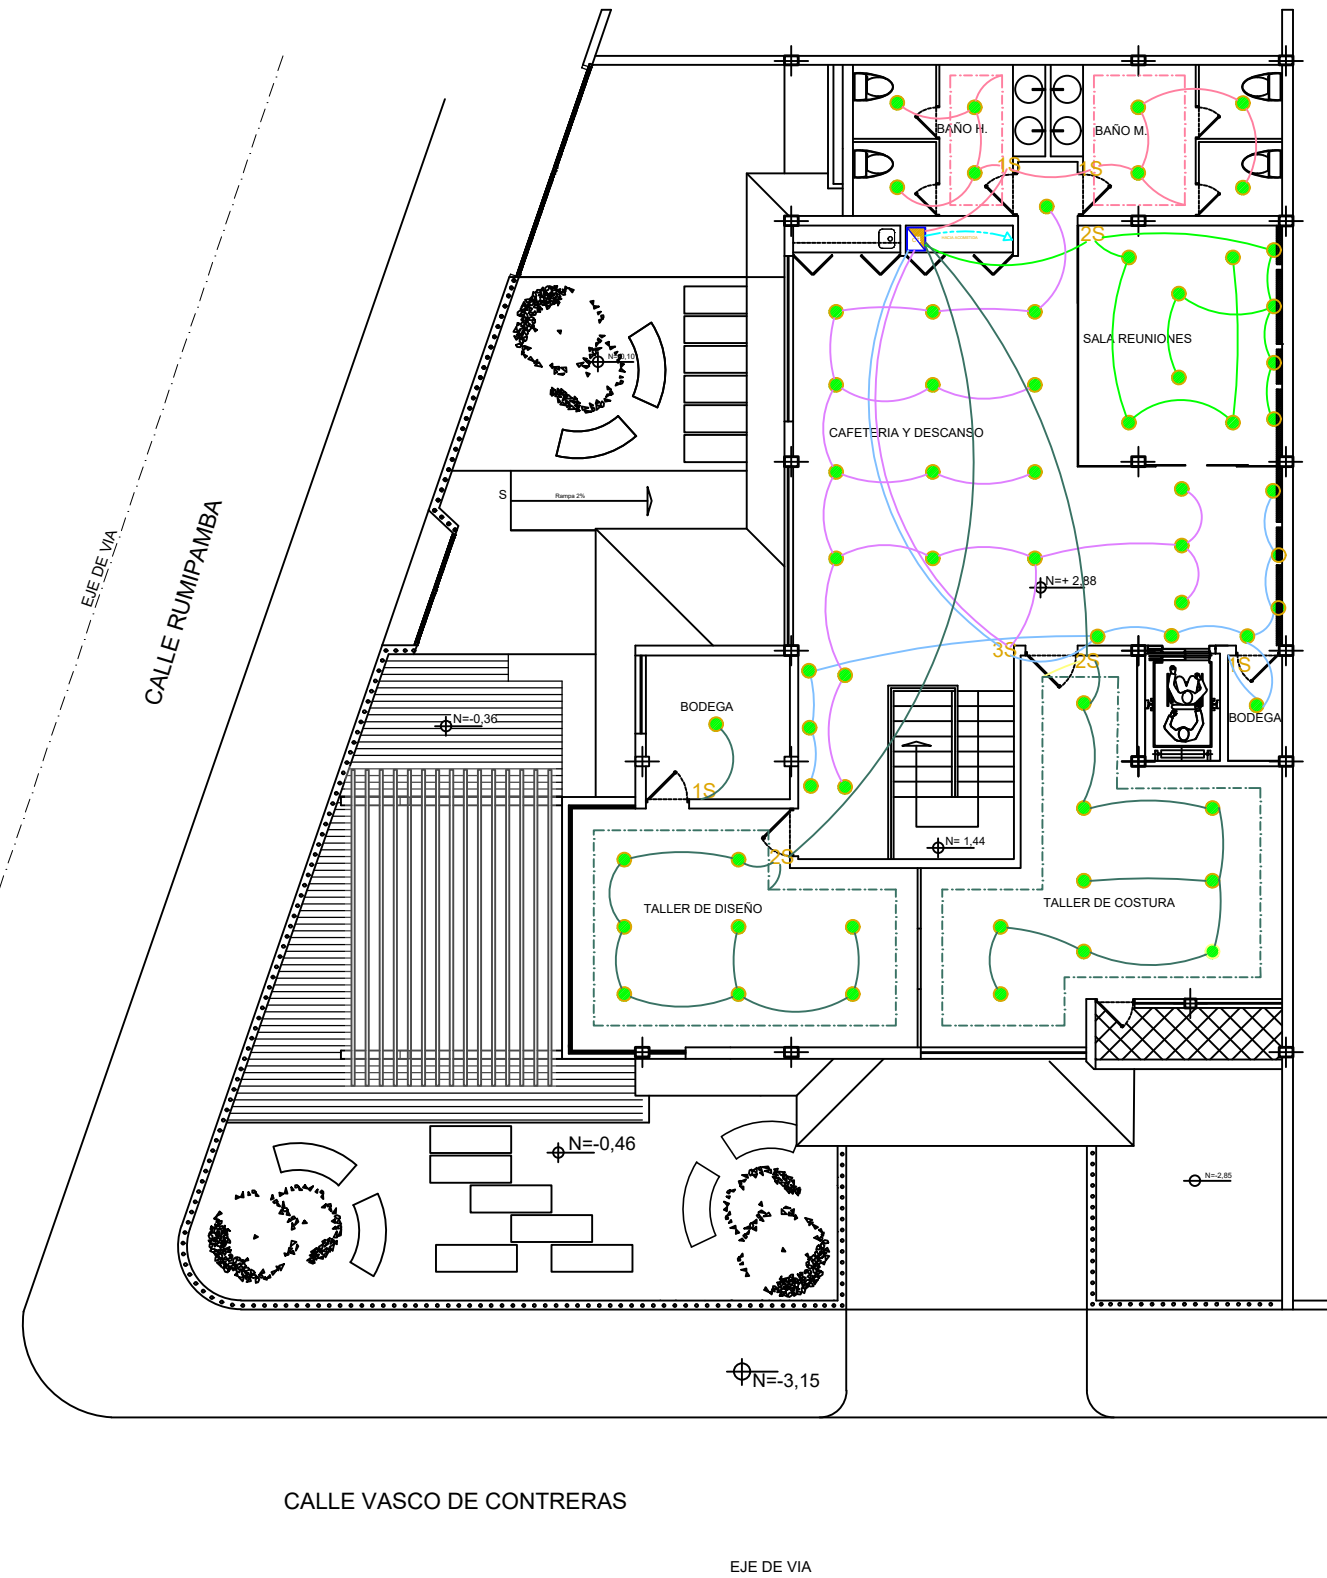 BAÑO H.
BAÑO M.
1S
1S
2S
SALA REUNIONES
N=-0,10
CAFETERIA Y DESCANSO
S
Rampa 2%
EJE DE VIA
CALLE RUMIPAMBA
N=+ 2,88
3S
2S
1S
BODEGA
BODEGA
N=-0,36
1S
N= 1,44
2S
TALLER DE DISEÑO
TALLER DE COSTURA
N=-0,46
N=-2,85
N=-3,15
CALLE VASCO DE CONTRERAS
EJE DE VIA